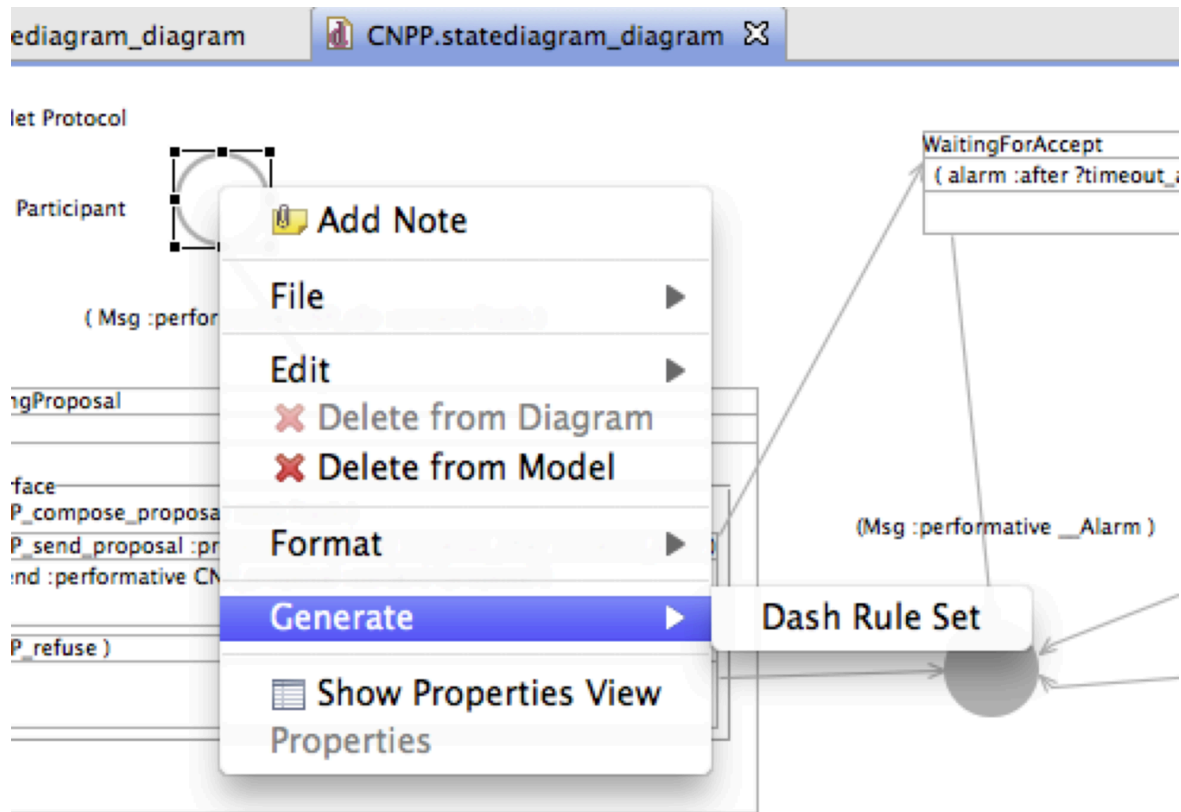 ediagram_diagram
CNPP.statediagram_diagram
let Protocol
Participant
( Msg :perfor
WaitingForAccept
( alarm :after ?timeout_a
ngProposal
rface
P_compose_proposa
P_send_proposal :pr
end :performative CN
P_refuse )
Add Note
File
Edit
Delete from Diagram
Delete from Model
Format
Generate
Dash Rule Set
Show Properties View
Properties
(Msg :performative __Alarm )